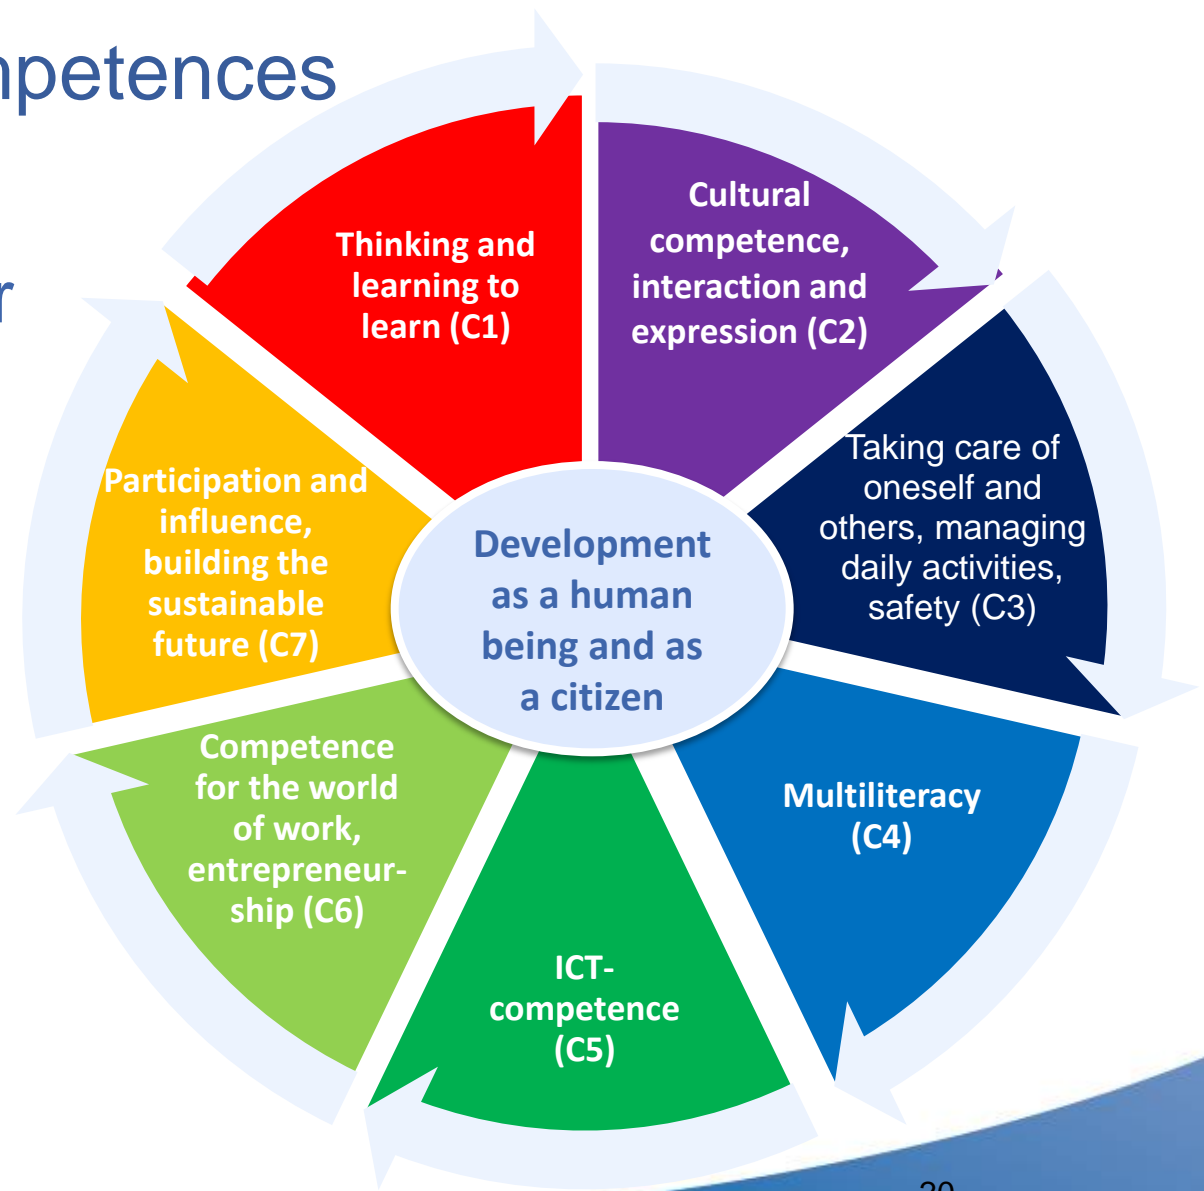 mpetences
r
Thinking and
learning to
learn (C1)
Cultural
competence,
interaction and
expression (C2)
Taking care of
oneself and
others, managing
daily activities,
safety (C3)
Multiliteracy
(C4)
ICT-
competence
(C5)
Competence
for the world
of work,
entrepreneur-
ship (C6)
Participation and
influence,
building the
sustainable
future (C7)
Development
as a human
being and as
a citizen